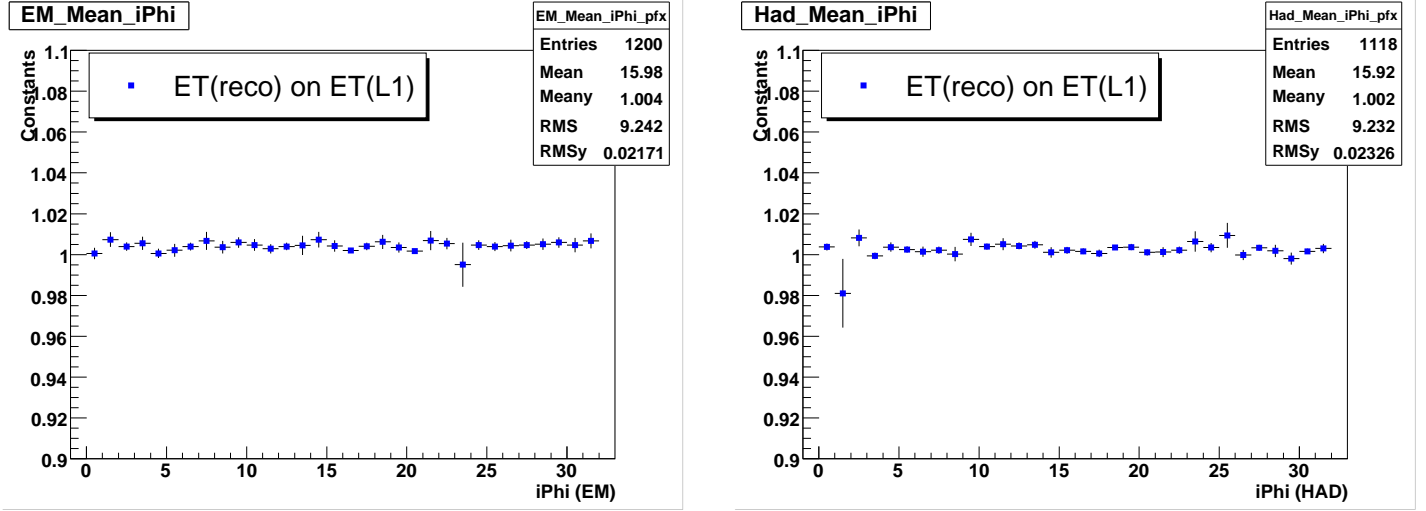 EM_Mean_iPhi
EM_Mean_iPhi_pfx
Entries 1200
Mean 15.98
Meany 1.004
RMS 9.242
RMSy 0.02171
ET(reco) on ET(L1)
Constants
1.1
1.08
1.06
1.04
1.02
1
0.98
0.96
0.94
0.92
0.9
0 5 10 15 20 25 30
iPhi (EM)
Had_Mean_iPhi
Had_Mean_iPhi_pfx
Entries 1118
Mean 15.92
Meany 1.002
RMS 9.232
RMSy 0.02326
ET(reco) on ET(L1)
Constants
1.1
1.08
1.06
1.04
1.02
1
0.98
0.96
0.94
0.92
0.9
0 5 10 15 20 25 30
iPhi (HAD)